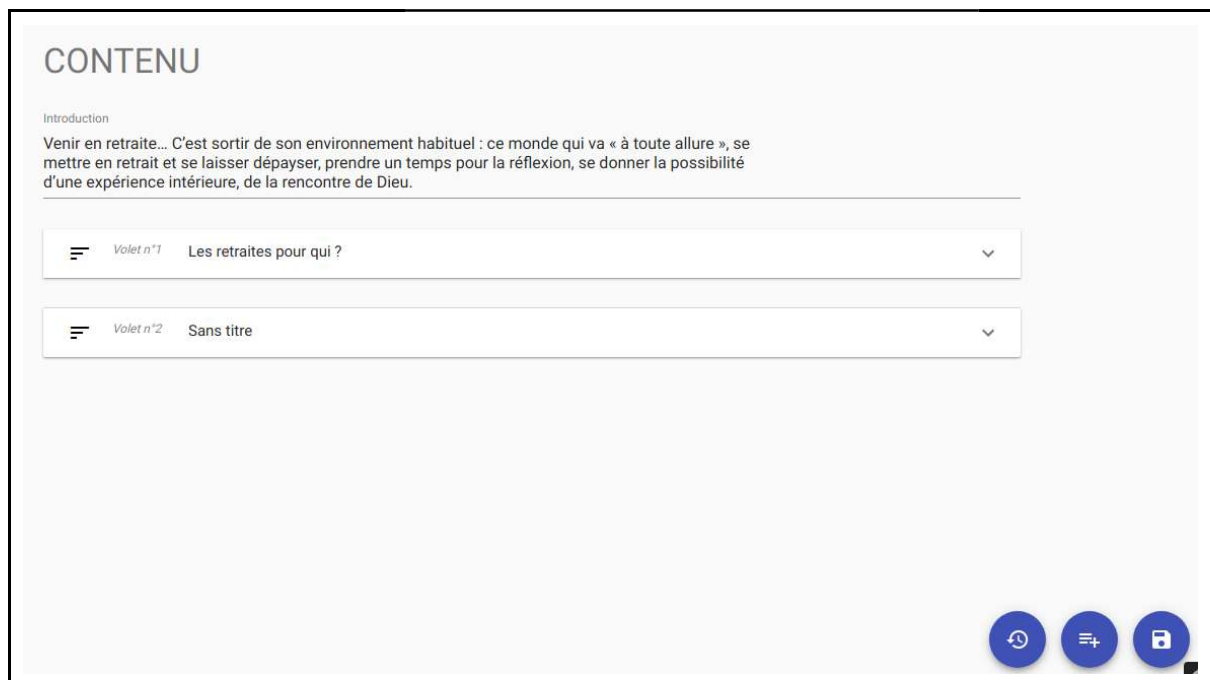 CONTENU
Introduction
Venir en retraite… C’est sortir de son environnement habituel : ce monde qui va « à toute allure », se
mettre en retrait et se laisser dépayser, prendre un temps pour la réflexion, se donner la possibilité
d’une expérience intérieure, de la rencontre de Dieu.
Volet n°1 Les retraites pour qui ?
Volet n°2 Sans titre